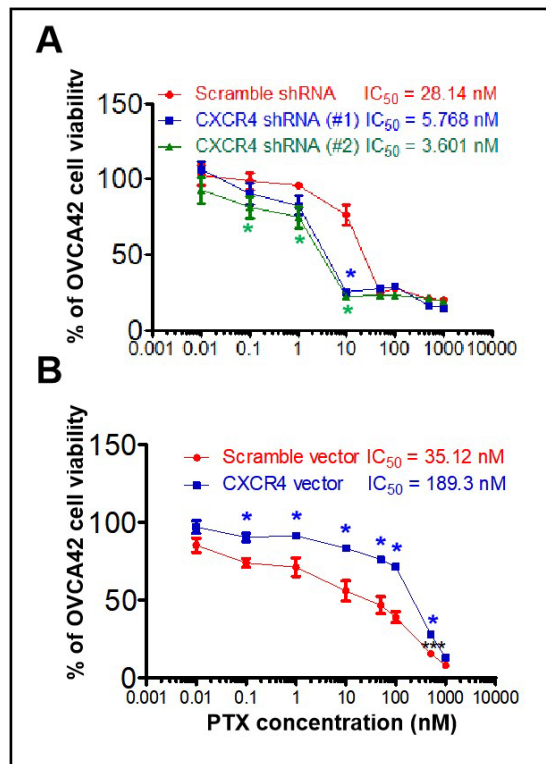 A
Scramble shRNA IC50 = 28.14 nM
CXCR4 shRNA (#1) IC50 = 5.768 nM
CXCR4 shRNA (#2) IC50 = 3.601 nM
% of OVCA42 cell viability
150
100
50
0
* * * *
0.001 0.01 0.1 1 10 100 1000 10000
B
Scramble vector IC50 = 35.12 nM
CXCR4 vector IC50 = 189.3 nM
% of OVCA42 cell viability
150
100
50
0
* * * * * *
***
0.001 0.01 0.1 1 10 100 1000 10000
PTX concentration (nM)